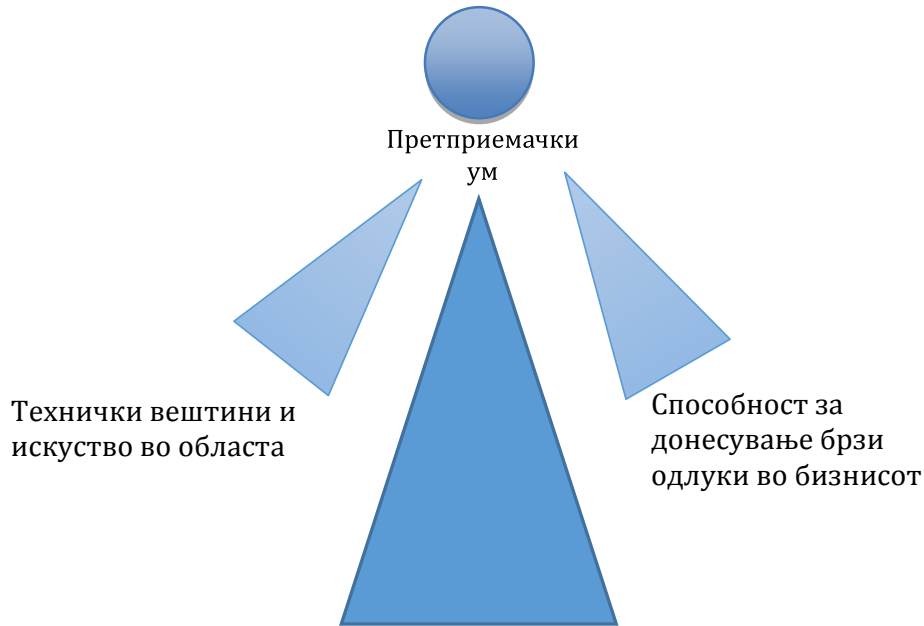 Претприемачки
ум
Технички вештини и
искуство во областа
Способност за
донесување брзи
одлуки во бизнисот